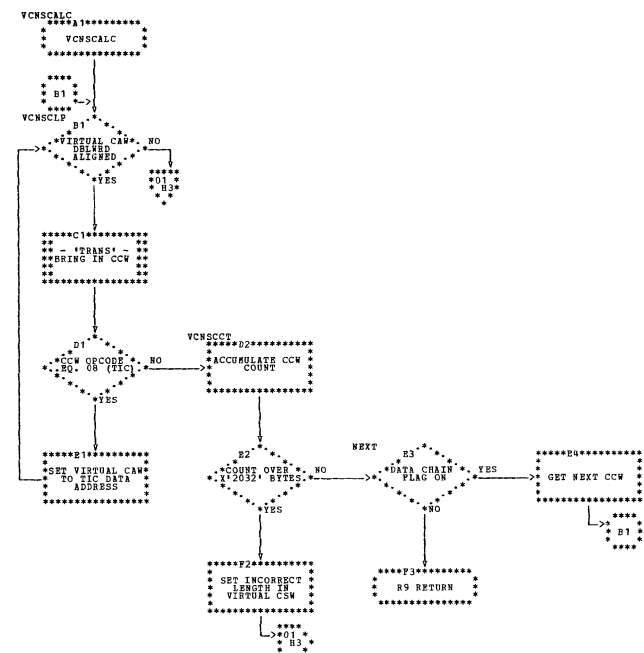 VCNSCALC
A1
VCNSCALC
B1
VCNSCLP
B1
VIRTUAL CAW
DBLWRD
ALIGNED
NO
01
H3
YES
C1
- 'TRANS' -
BRING IN CCW
VCNSCCT
D1
CCW OPCODE
EQ. 08 (TIC)
NO
D2
ACCUMULATE CCW
COUNT
YES
E1
SET VIRTUAL CAW
TO TIC DATA
ADDRESS
E2
COUNT OVER
X'2032' BYTES
NO
NEXT
E3
DATA CHAIN
FLAG ON
YES
E4
GET NEXT CCW
B1
YES
NO
F2
SET INCORRECT
LENGTH IN
VIRTUAL CSW
F3
R9 RETURN
01
H3